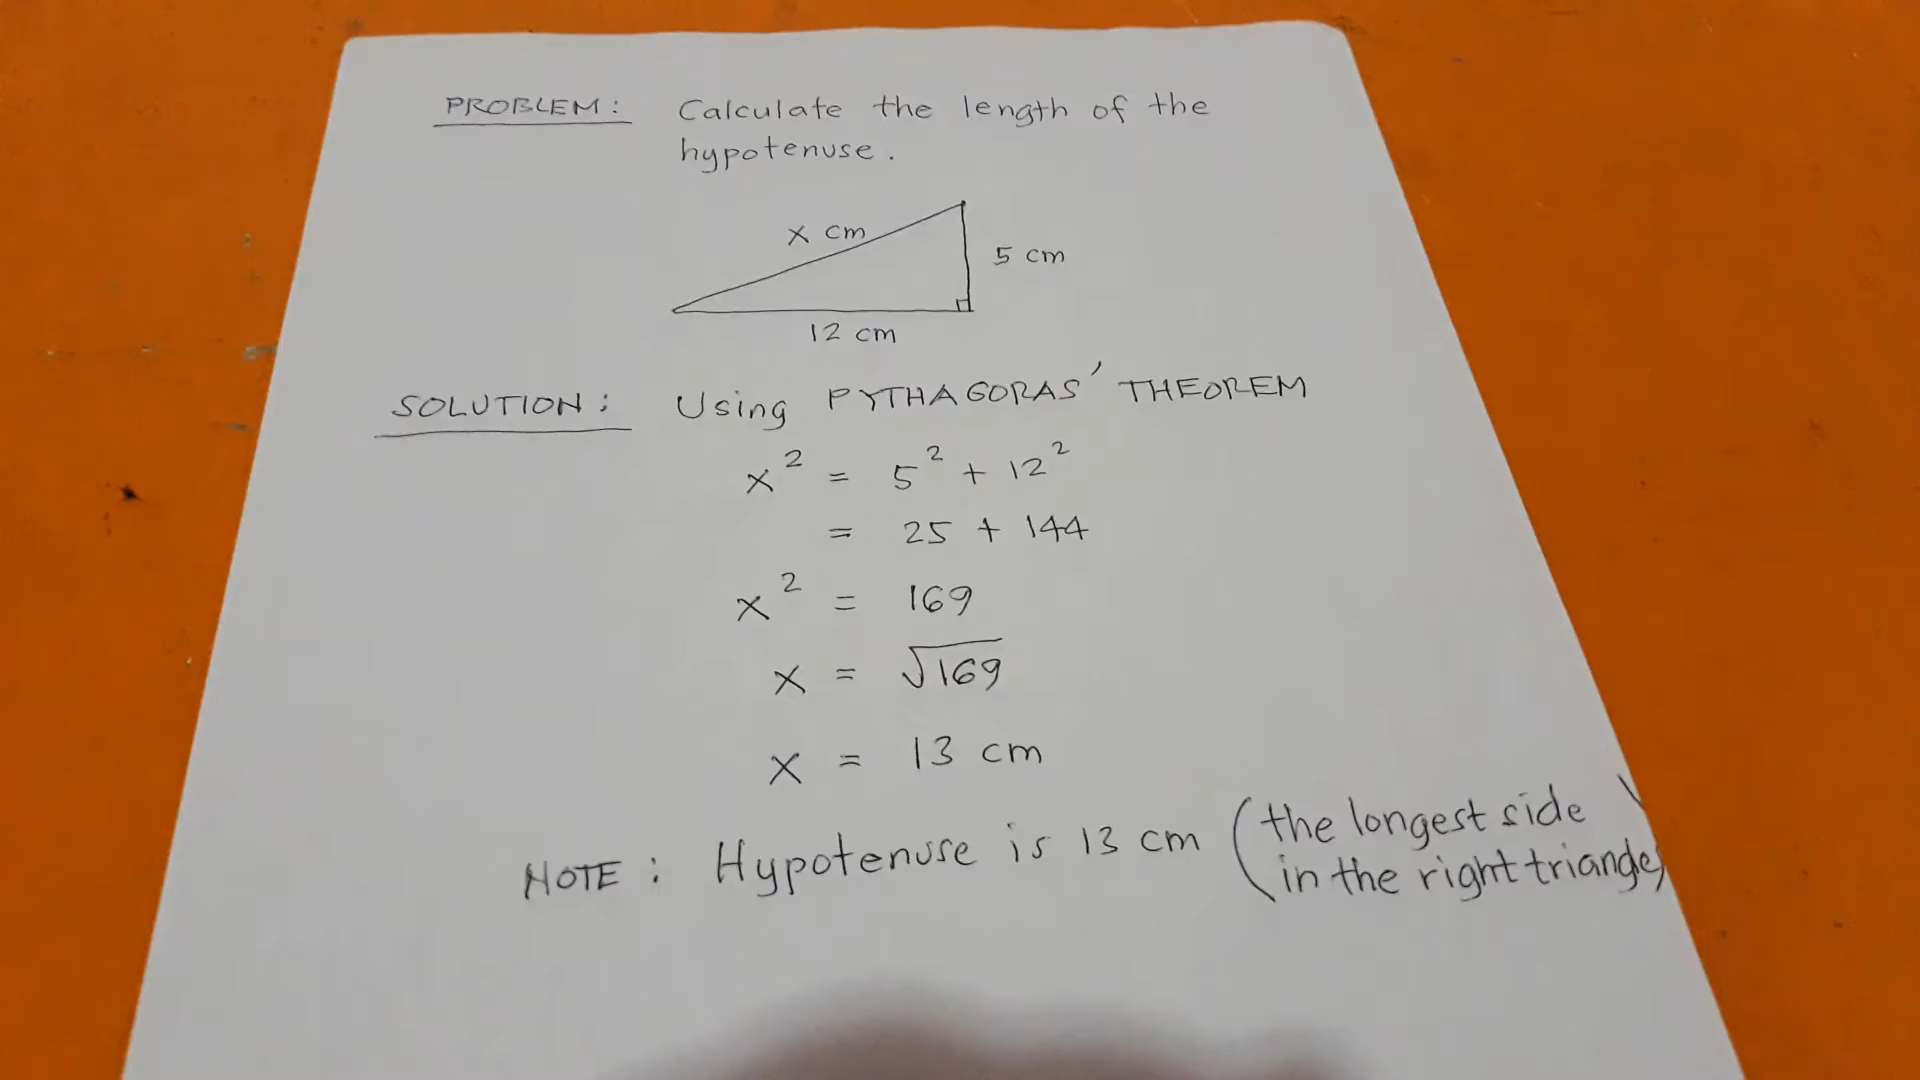 PROBLEM: Calculate the length of the
hypotenuse.
x cm
5 cm
12 cm
SOLUTION: Using PYTHAGORAS' THEOREM
x² = 5² + 12²
= 25 + 144
x² = 169
x = √169
x = 13 cm
NOTE: Hypotenuse is 13 cm (the longest side
in the right triangle)